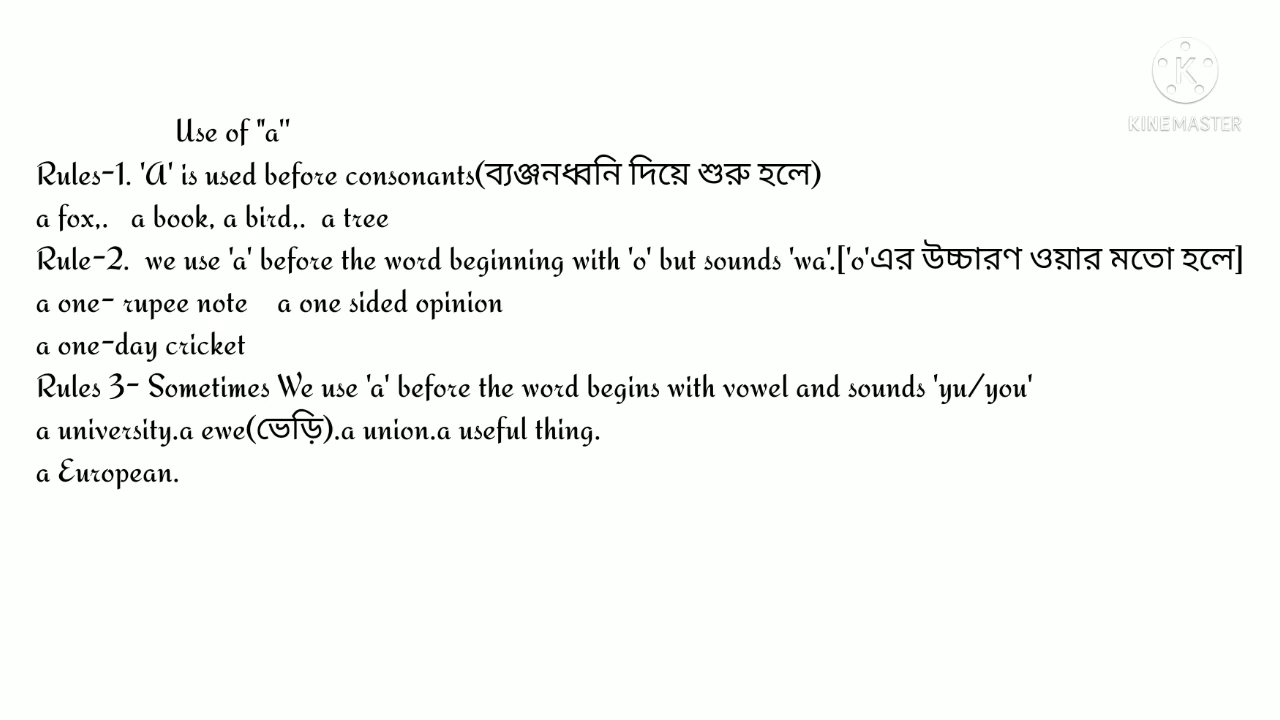 KINEMASTER
Use of "a"
Rules-1. 'A' is used before consonants(ব্যঞ্জনধ্বনি দিয়ে শুরু হলে)
a fox,. a book, a bird,. a tree
Rule-2. we use 'a' before the word beginning with 'o' but sounds 'wa'.['o'এর উচ্চারণ ওয়ার মতো হলে]
a one- rupee note a one sided opinion
a one-day cricket
Rules 3- Sometimes We use 'a' before the word begins with vowel and sounds 'yu/you'
a university.a ewe(ভেড়ি).a union.a useful thing.
a European.